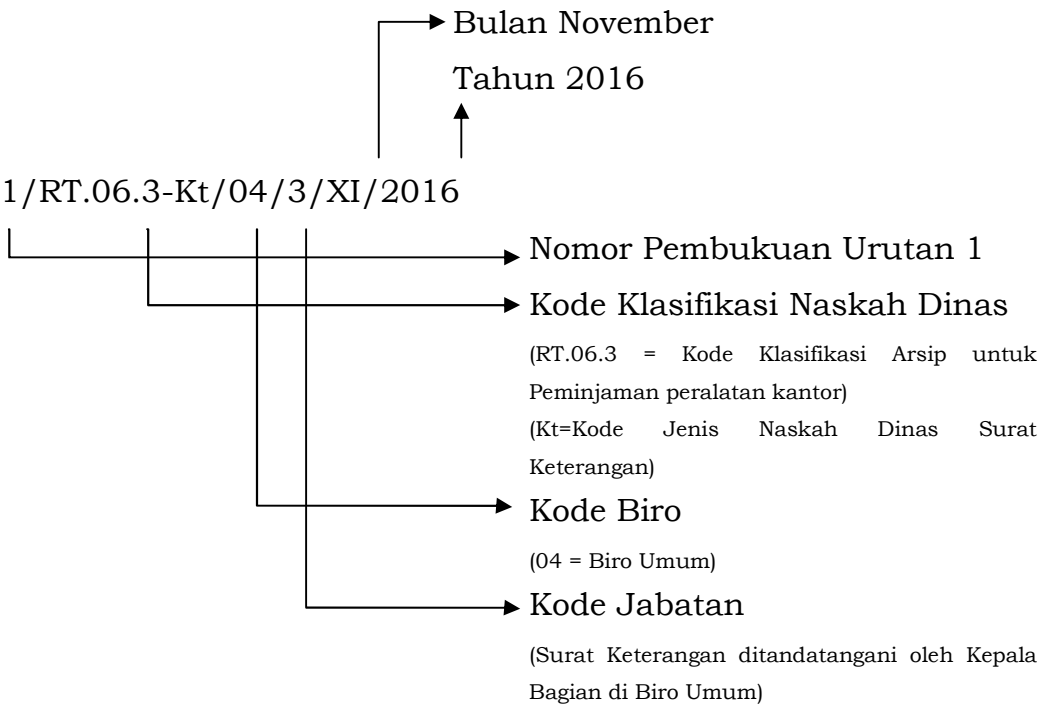 Bulan November
Tahun 2016
1/RT.06.3-Kt/04/3/XI/2016
Nomor Pembukuan Urutan 1
Kode Klasifikasi Naskah Dinas
(RT.06.3 = Kode Klasifikasi Arsip untuk
Peminjaman peralatan kantor)
(Kt=Kode Jenis Naskah Dinas Surat
Keterangan)
Kode Biro
(04 = Biro Umum)
Kode Jabatan
(Surat Keterangan ditandatangani oleh Kepala
Bagian di Biro Umum)